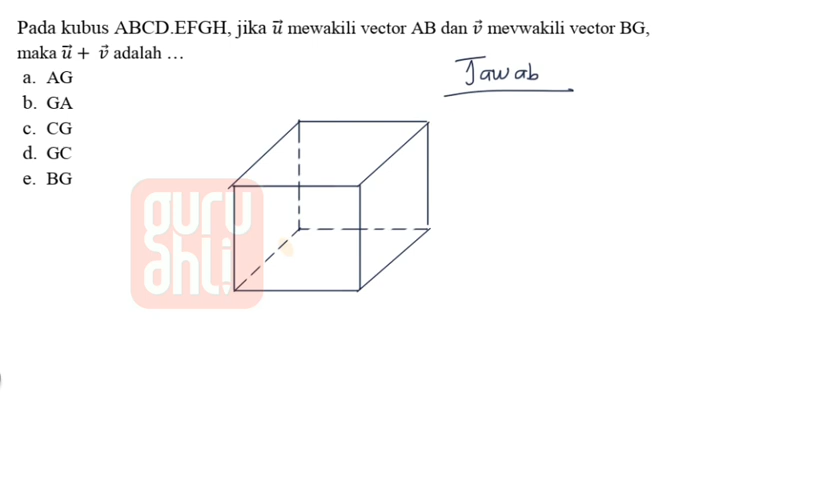 Pada kubus ABCD.EFGH, jika u⃗ mewakili vector AB dan v⃗ mevwakili vector BG,
maka u⃗ + v⃗ adalah …
Jawab
a. AG
b. GA
c. CG
d. GC
e. BG
guru
ahli